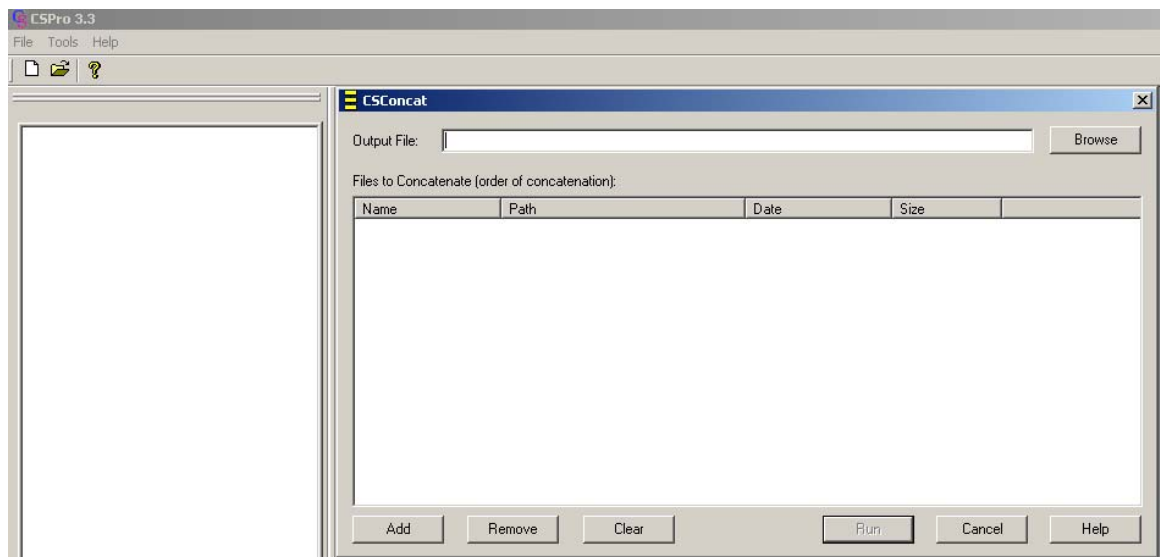 CSPro 3.3
File Tools Help
CSConcat
Output File: Browse
Files to Concatenate (order of concatenation):
Name Path Date Size
Add Remove Clear Run Cancel Help